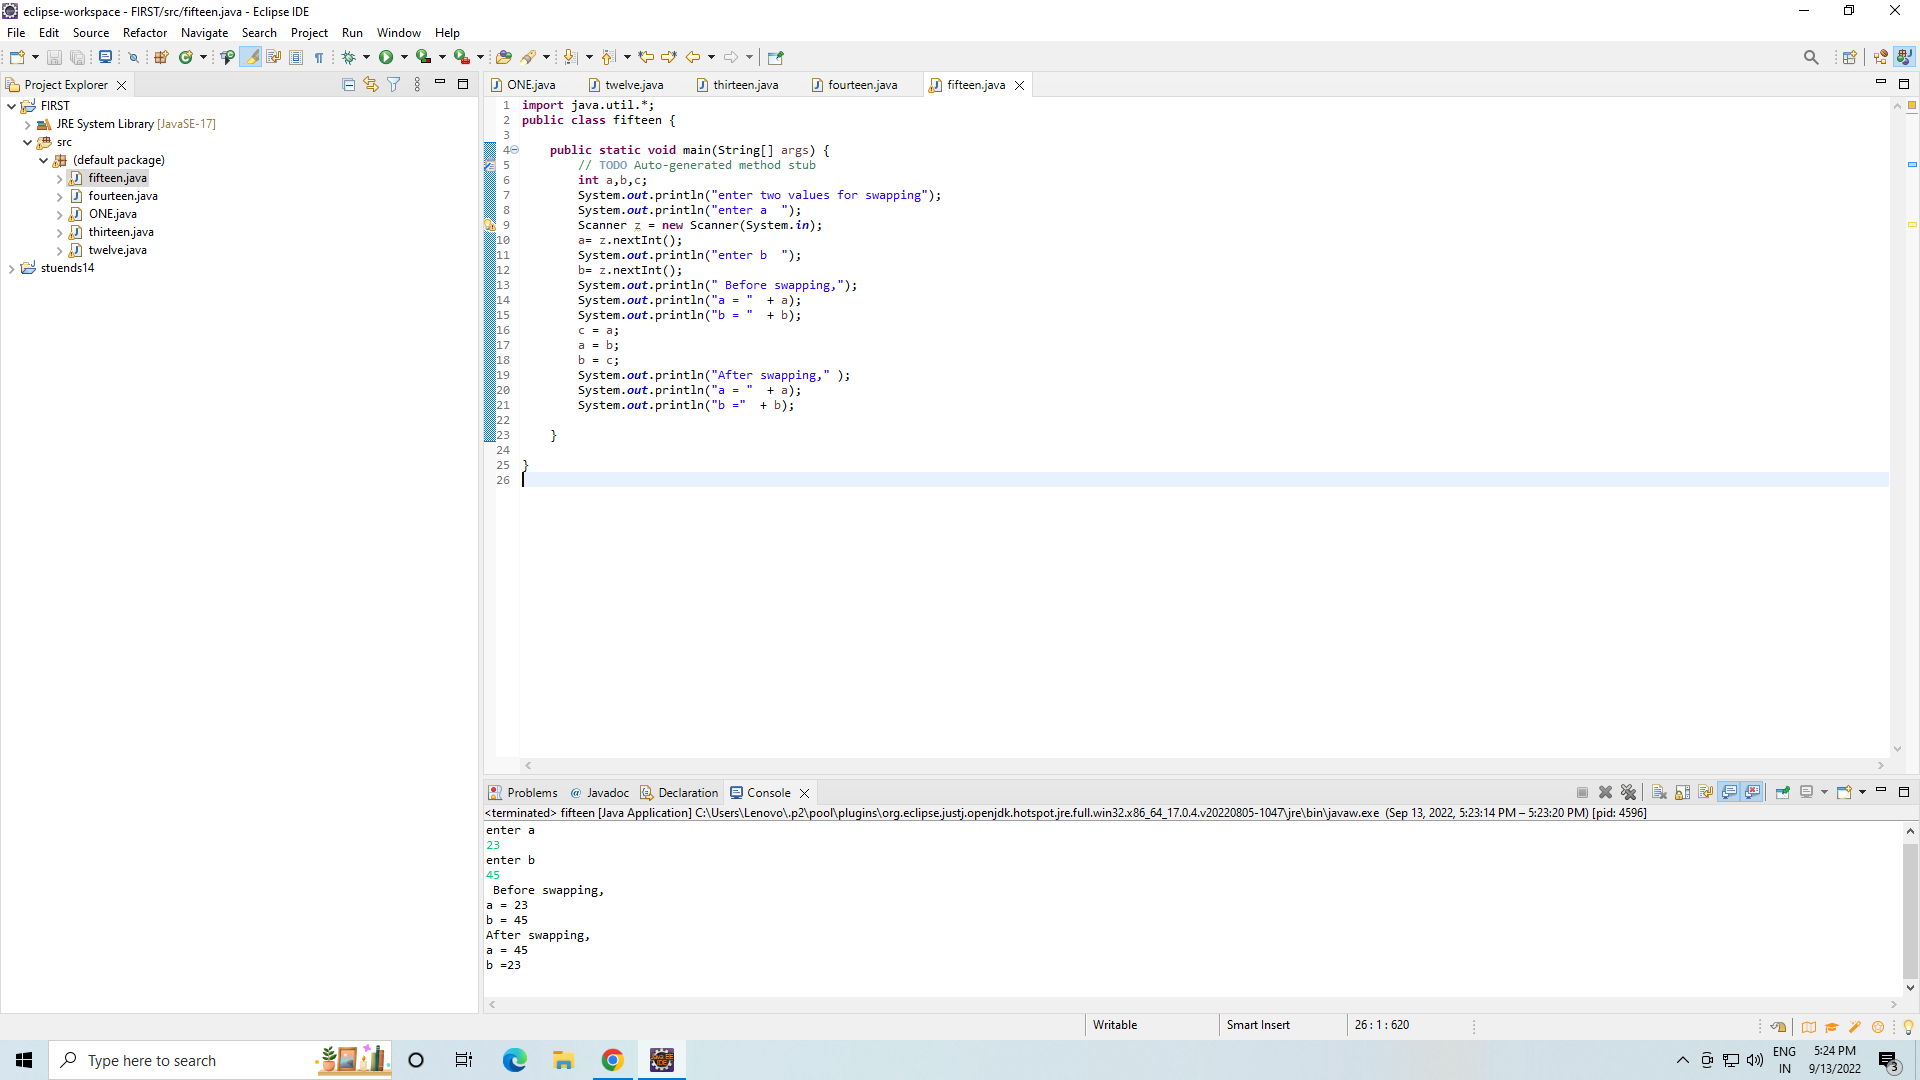 eclipse-workspace - FIRST/src/fifteen.java - Eclipse IDE
File Edit Source Refactor Navigate Search Project Run Window Help
Project Explorer
FIRST
JRE System Library [JavaSE-17]
src
(default package)
fifteen.java
fourteen.java
ONE.java
thirteen.java
twelve.java
stuends14
ONE.java twelve.java thirteen.java fourteen.java fifteen.java
1 import java.util.*;
2 public class fifteen {
3
4 public static void main(String[] args) {
5 // TODO Auto-generated method stub
6 int a,b,c;
7 System.out.println("enter two values for swapping");
8 System.out.println("enter a  ");
9 Scanner z = new Scanner(System.in);
10 a= z.nextInt();
11 System.out.println("enter b  ");
12 b= z.nextInt();
13 System.out.println(" Before swapping,");
14 System.out.println("a = "  + a);
15 System.out.println("b = "  + b);
16 c = a;
17 a = b;
18 b = c;
19 System.out.println("After swapping," );
20 System.out.println("a = "  + a);
21 System.out.println("b ="  + b);
22
23 }
24
25 }
26
Problems @ Javadoc Declaration Console
<terminated> fifteen [Java Application] C:\Users\Lenovo\.p2\pool\plugins\org.eclipse.justj.openjdk.hotspot.jre.full.win32.x86_64_17.0.4.v20220805-1047\jre\bin\javaw.exe (Sep 13, 2022, 5:23:14 PM – 5:23:20 PM) [pid: 4596]
enter a
23
enter b
45
Before swapping,
a = 23
b = 45
After swapping,
a = 45
b =23
Writable Smart Insert 26 : 1 : 620
Type here to search
ENG
IN
5:24 PM
9/13/2022
3